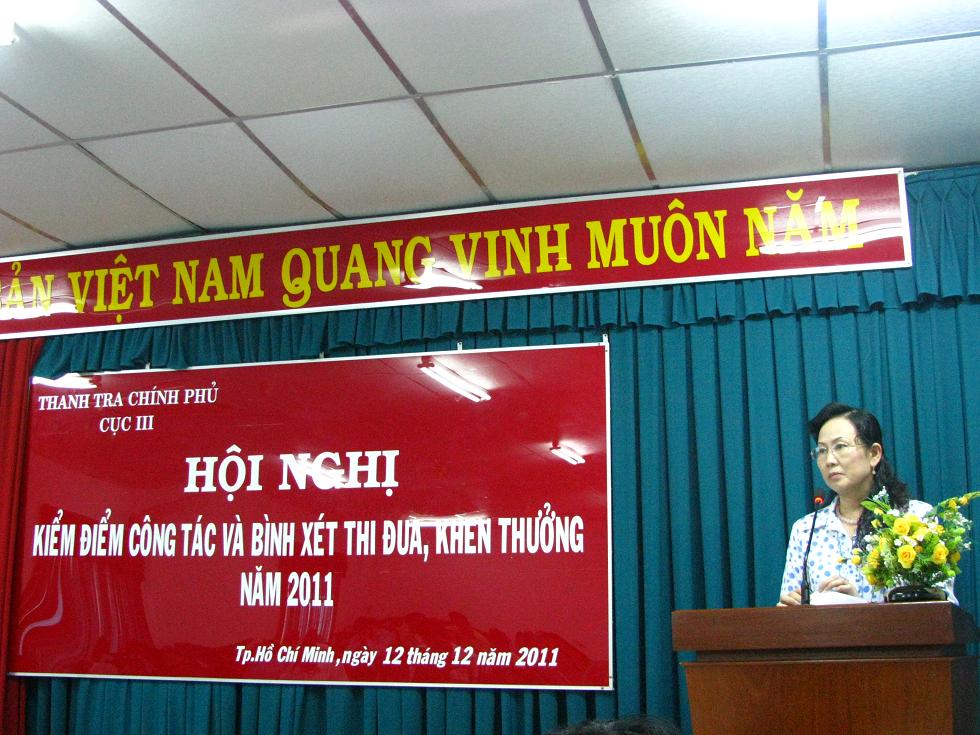 BẢN VIỆT NAM QUANG VINH MUÔN NĂM
THANH TRA CHÍNH PHỦ
CỤC III
HỘI NGHỊ
KIỂM ĐIỂM CÔNG TÁC VÀ BÌNH XÉT THI ĐUA, KHEN THƯỞNG
NĂM 2011
Tp.Hồ Chí Minh, ngày 12 tháng 12 năm 2011